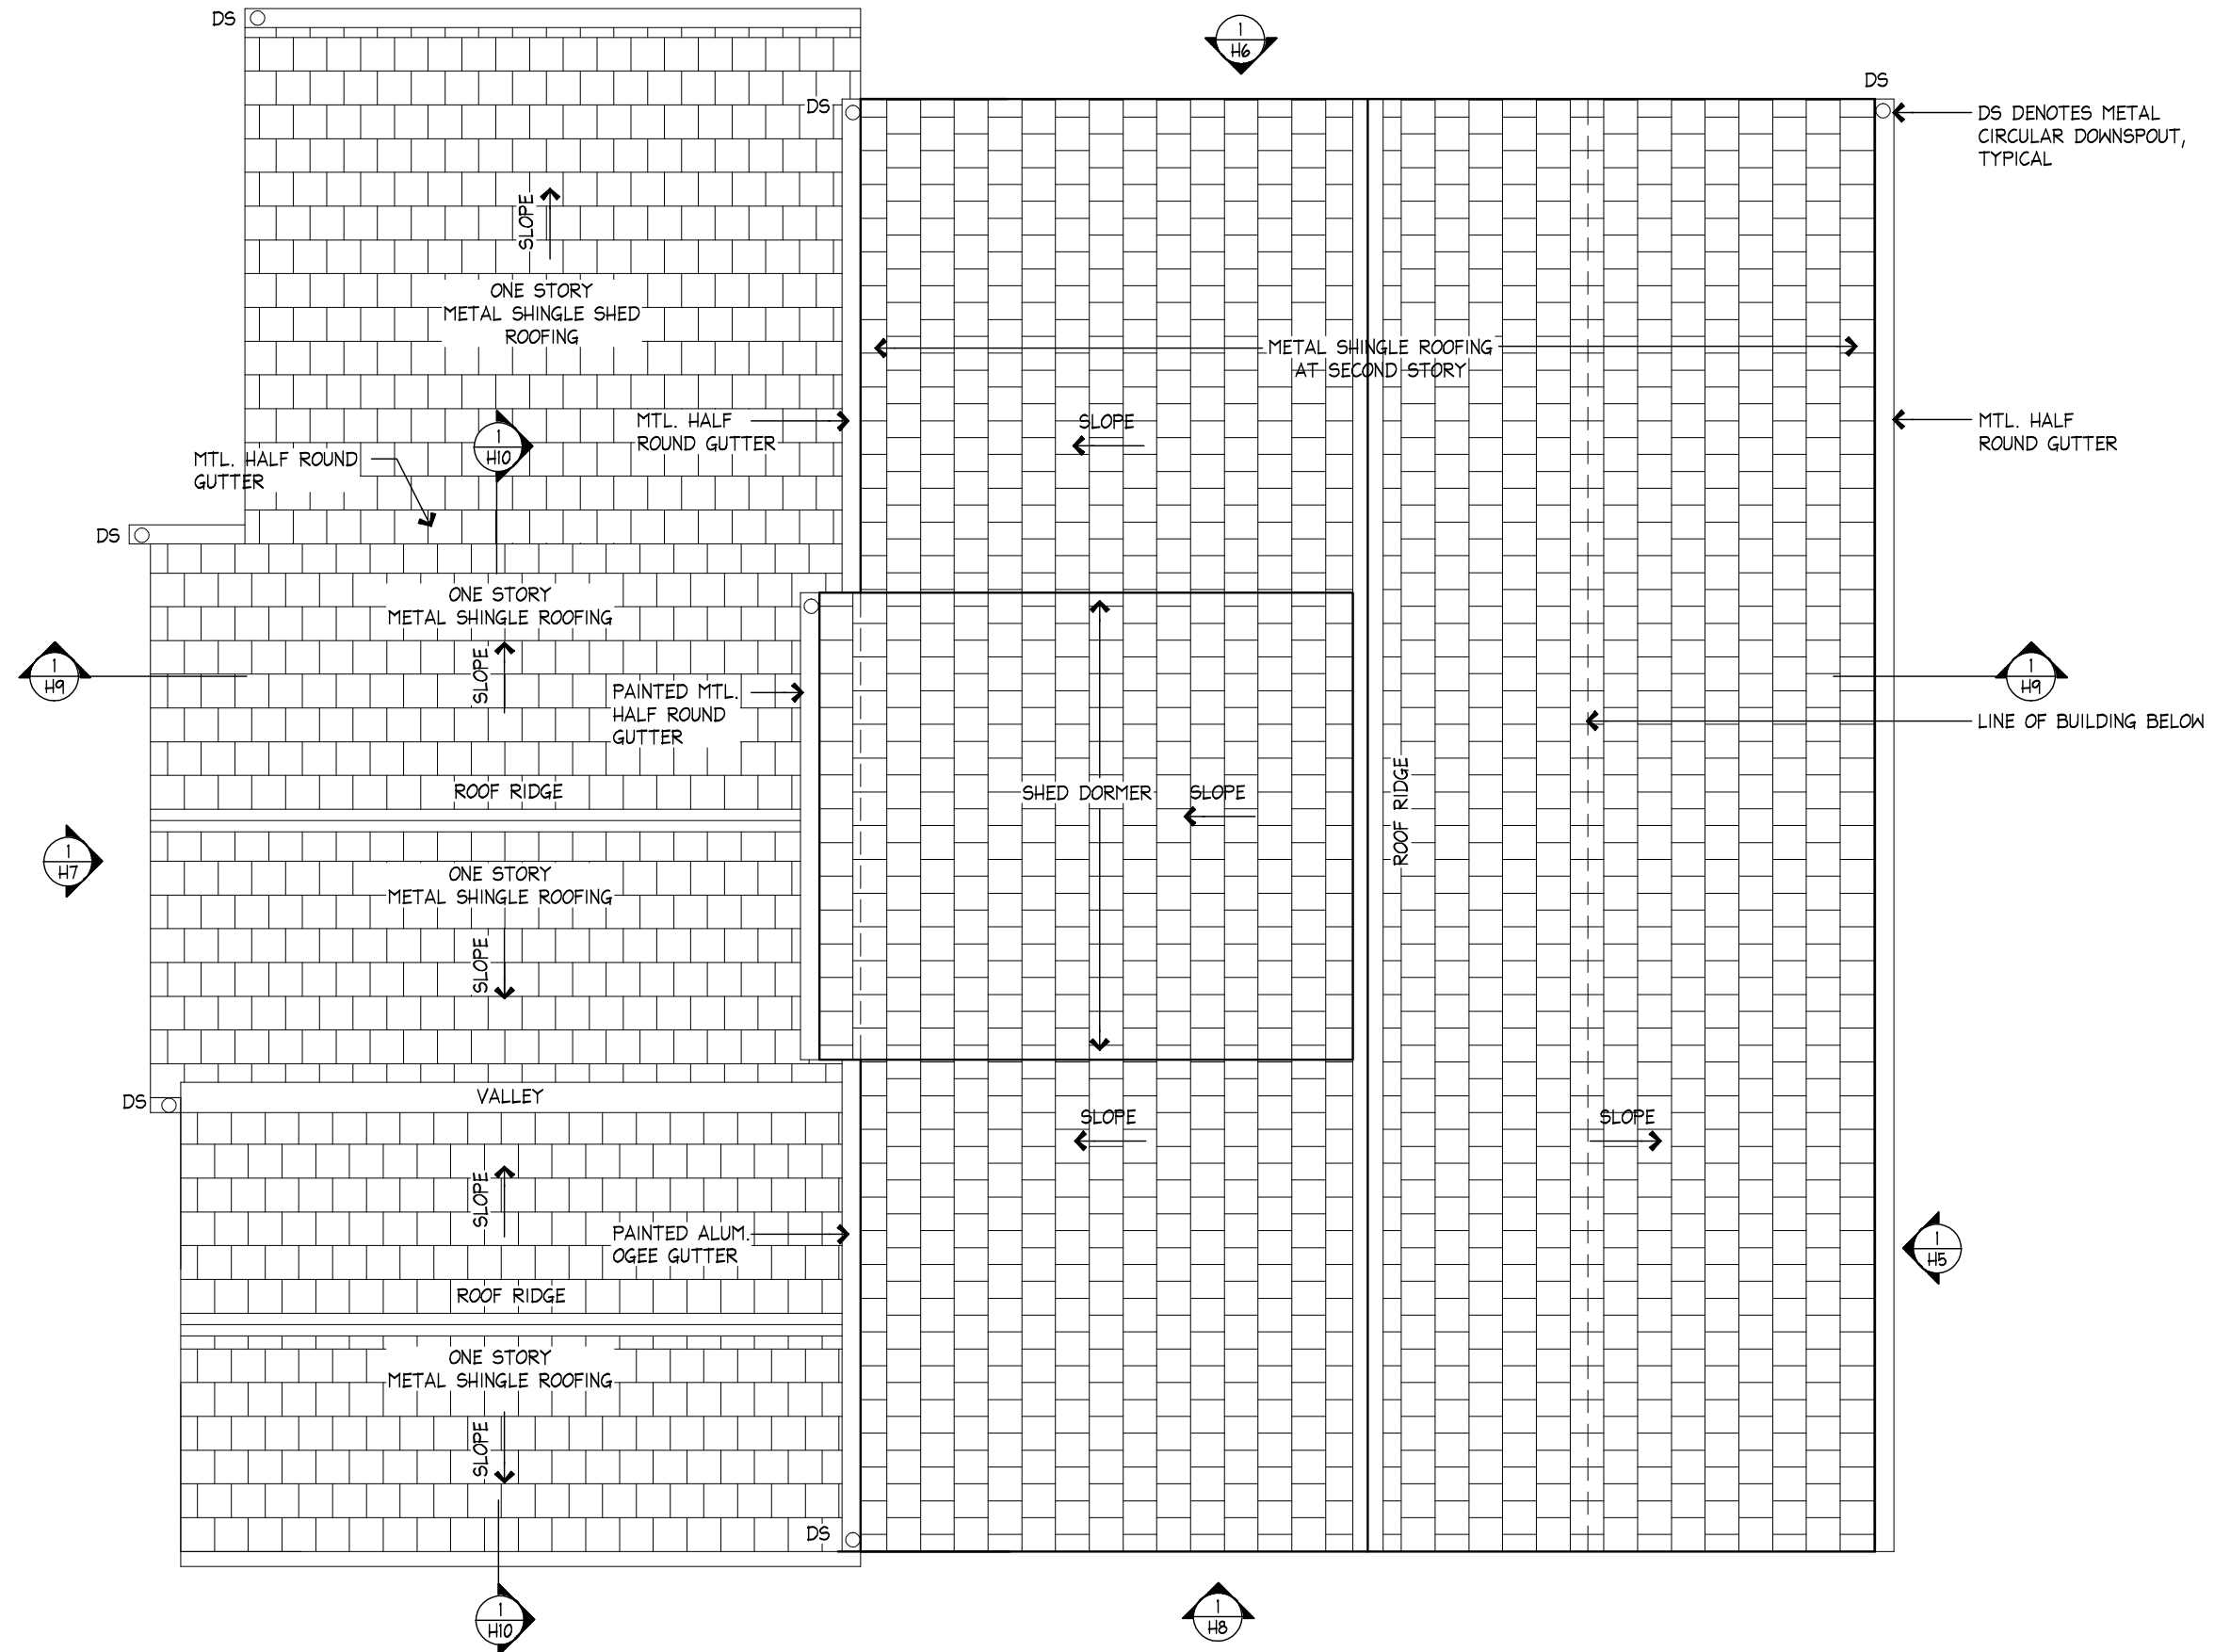 DS
1
H6
DS
DS
DS DENOTES METAL
CIRCULAR DOWNSPOUT,
TYPICAL
SLOPE
ONE STORY
METAL SHINGLE SHED
ROOFING
METAL SHINGLE ROOFING
AT SECOND STORY
MTL. HALF
ROUND GUTTER
SLOPE
MTL. HALF
ROUND GUTTER
1
H10
MTL. HALF ROUND
GUTTER
DS
ONE STORY
METAL SHINGLE ROOFING
SLOPE
1
H9
PAINTED MTL.
HALF ROUND
GUTTER
1
H9
LINE OF BUILDING BELOW
ROOF RIDGE
SHED DORMER
SLOPE
ROOF RIDGE
1
H7
ONE STORY
METAL SHINGLE ROOFING
SLOPE
DS
VALLEY
SLOPE
SLOPE
SLOPE
PAINTED ALUM.
OGEE GUTTER
1
H5
ROOF RIDGE
ONE STORY
METAL SHINGLE ROOFING
SLOPE
DS
1
H10
1
H8